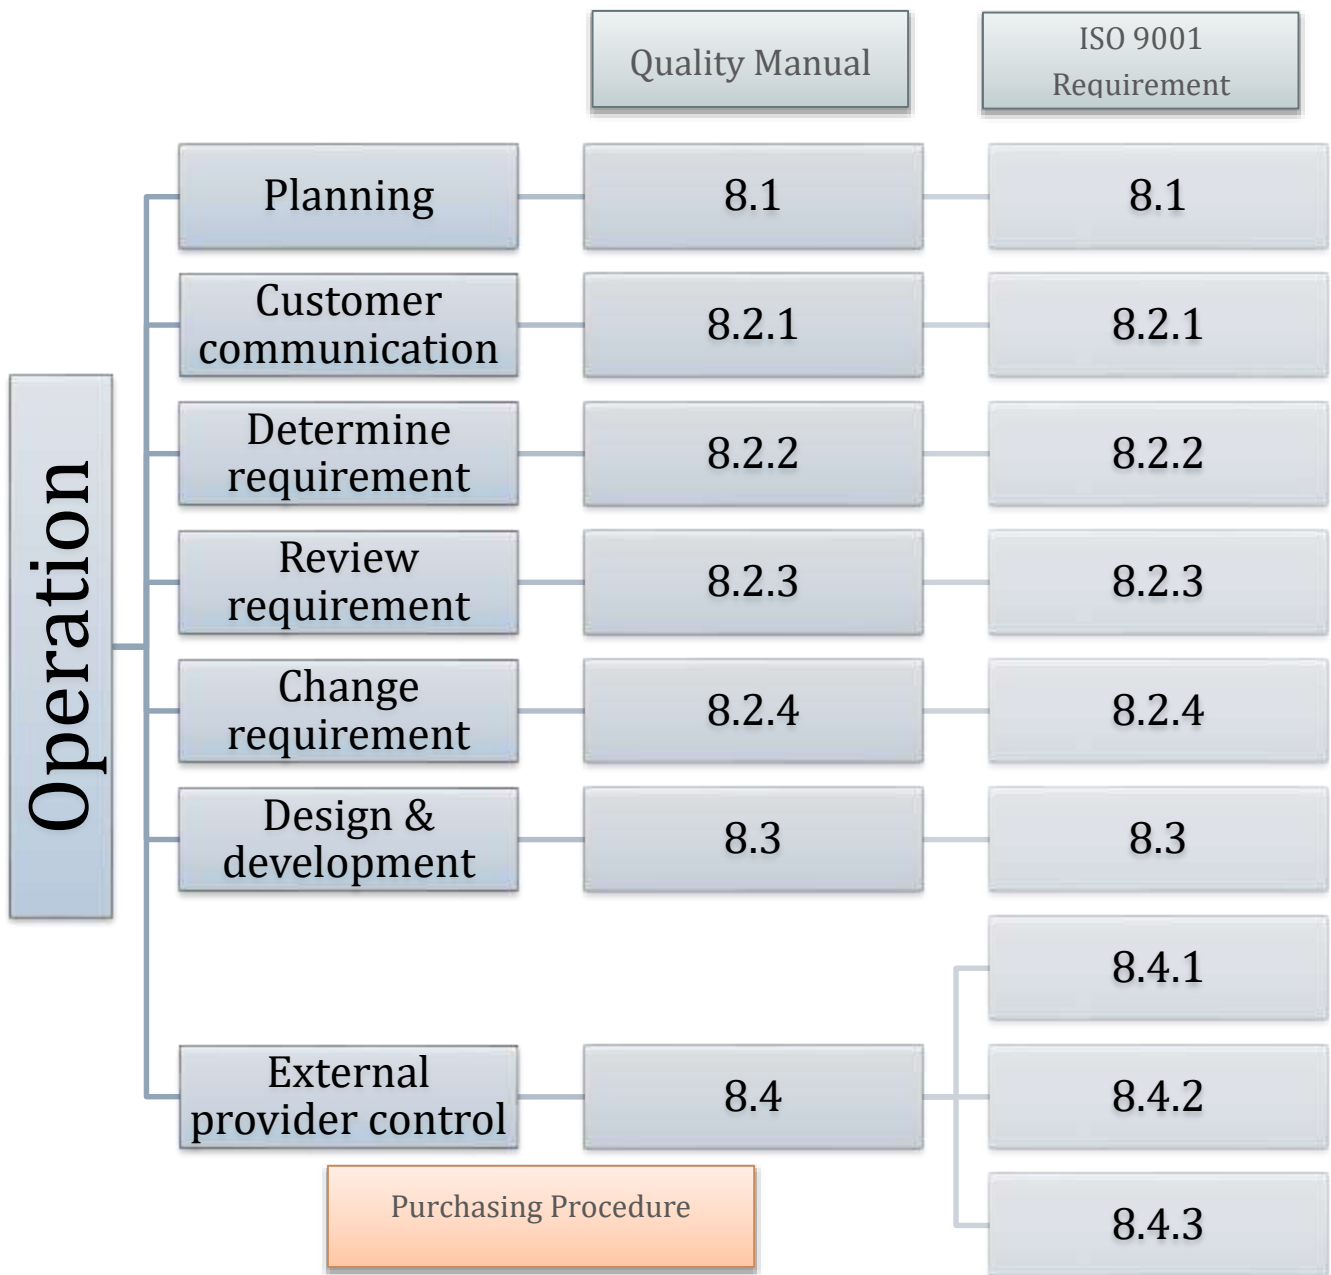 Quality Manual
ISO 9001
Requirement
Operation
Planning
8.1
8.1
Customer
communication
8.2.1
8.2.1
Determine
requirement
8.2.2
8.2.2
Review
requirement
8.2.3
8.2.3
Change
requirement
8.2.4
8.2.4
Design &
development
8.3
8.3
External
provider control
8.4
8.4.1
8.4.2
8.4.3
Purchasing Procedure